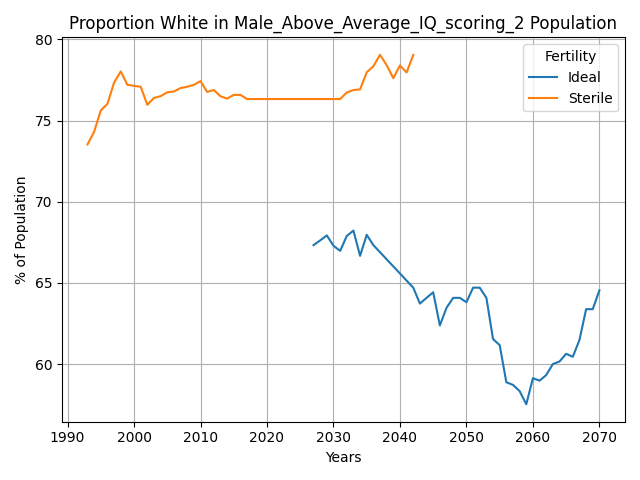 Proportion White in Male_Above_Average_IQ_scoring_2 Population
80
75
70
65
60
% of Population
Fertility
Ideal
Sterile
1990 2000 2010 2020 2030 2040 2050 2060 2070
Years